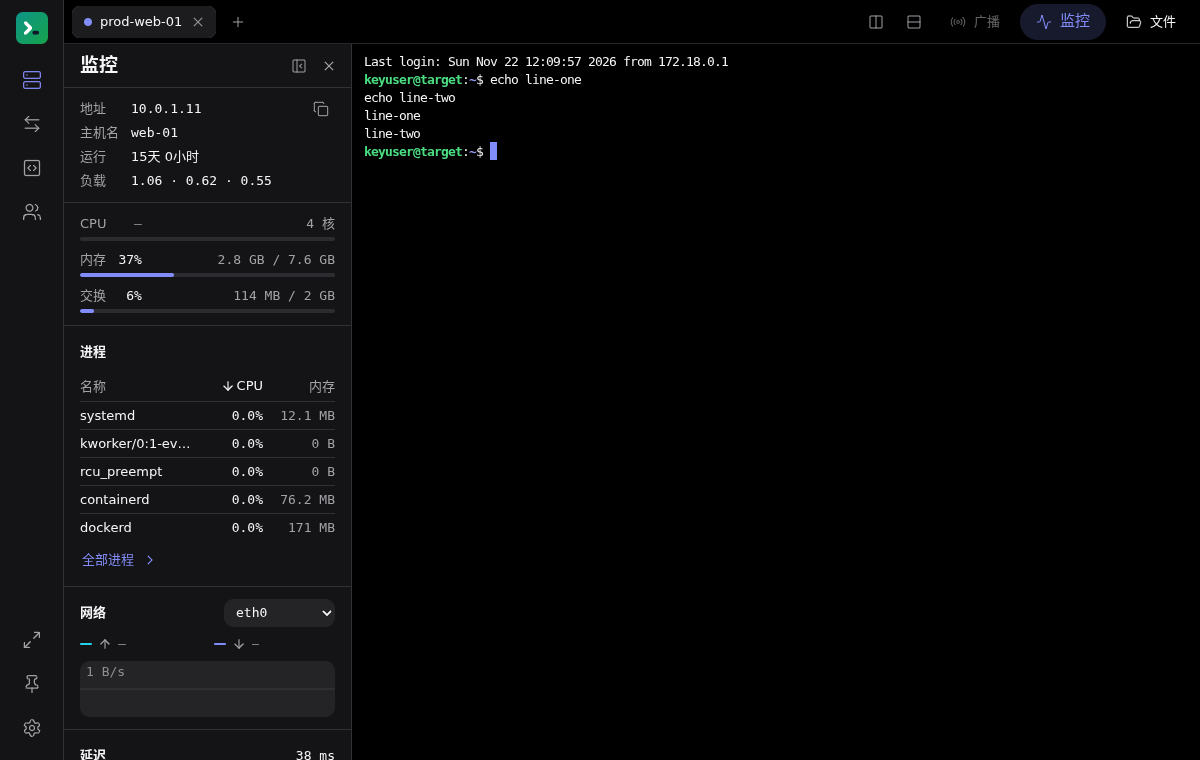 prod-web-01
广播
监控
文件
监控
地址 10.0.1.11
主机名 web-01
运行 15天 0小时
负载 1.06 · 0.62 · 0.55
CPU — 4 核
内存 37% 2.8 GB / 7.6 GB
交换 6% 114 MB / 2 GB
进程
名称 ↓ CPU 内存
systemd 0.0% 12.1 MB
kworker/0:1-ev… 0.0% 0 B
rcu_preempt 0.0% 0 B
containerd 0.0% 76.2 MB
dockerd 0.0% 171 MB
全部进程
网络 eth0
↑ — ↓ —
1 B/s
延迟 38 ms
Last login: Sun Nov 22 12:09:57 2026 from 172.18.0.1
keyuser@target:~$ echo line-one
echo line-two
line-one
line-two
keyuser@target:~$